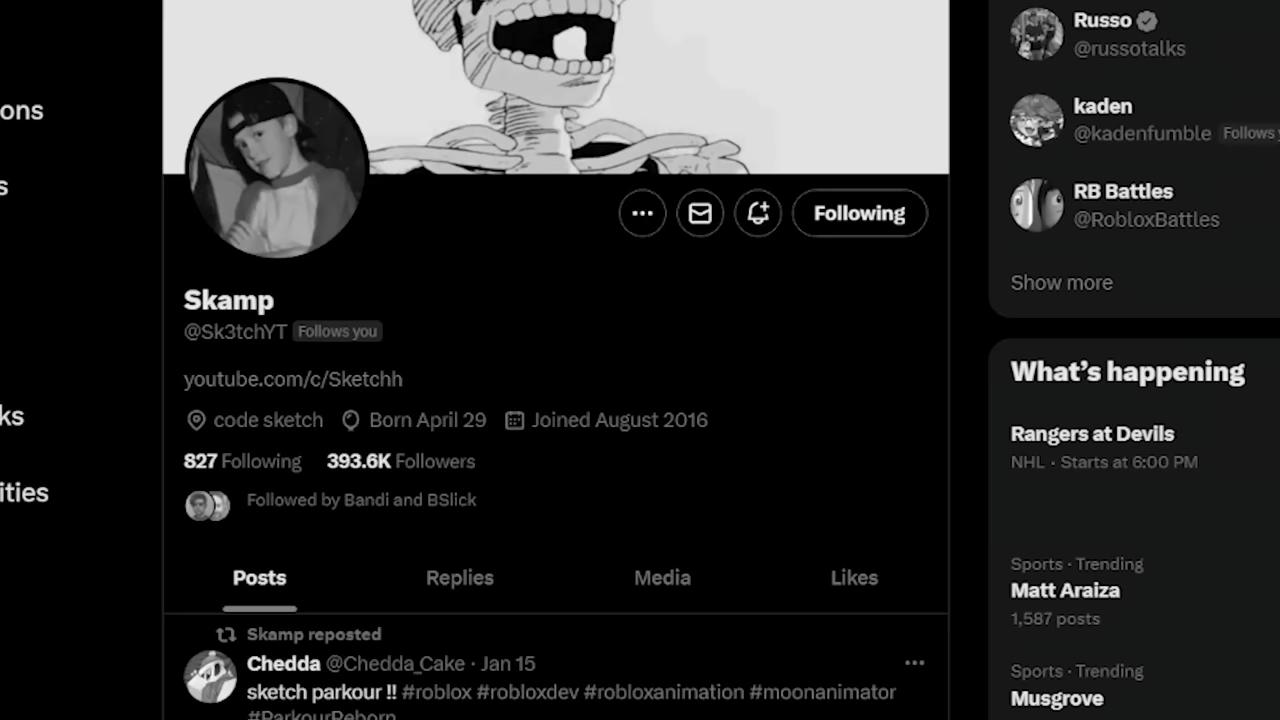 ons
s
ks
ities
Following
Skamp
@Sk3tchYT Follows you
youtube.com/c/Sketchh
code sketch Born April 29 Joined August 2016
827 Following 393.6K Followers
Followed by Bandi and BSlick
Posts Replies Media Likes
Skamp reposted
Chedda @Chedda_Cake · Jan 15
sketch parkour !! #roblox #robloxdev #robloxanimation #moonanimator
#ParkourReborn
Russo
@russotalks
kaden
@kadenfumble Follows y
RB Battles
@RobloxBattles
Show more
What's happening
Rangers at Devils
NHL · Starts at 6:00 PM
Sports · Trending
Matt Araiza
1,587 posts
Sports · Trending
Musgrove